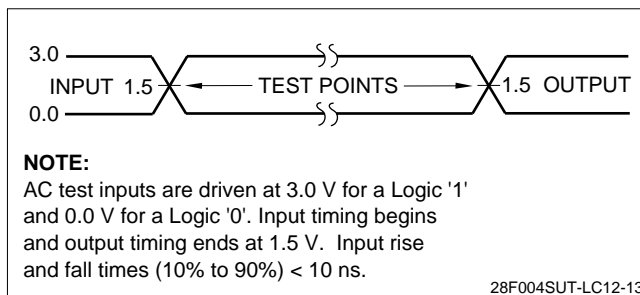 3.0
INPUT 1.5 TEST POINTS 1.5 OUTPUT
0.0
NOTE:
AC test inputs are driven at 3.0 V for a Logic '1'
and 0.0 V for a Logic '0'. Input timing begins
and output timing ends at 1.5 V. Input rise
and fall times (10% to 90%) < 10 ns.
28F004SUT-LC12-13